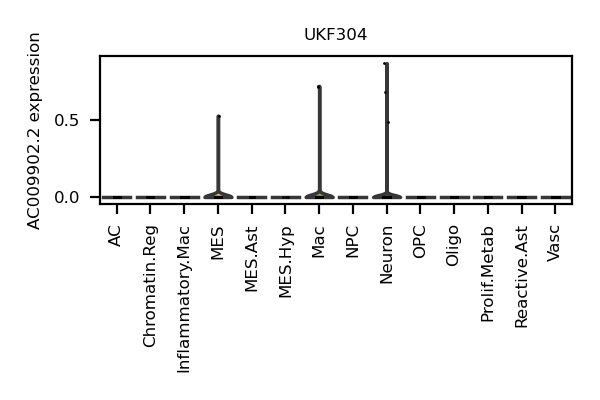 UKF304
AC009902.2 expression
0.5
0.0
AC
Chromatin.Reg
Inflammatory.Mac
MES
MES.Ast
MES.Hyp
Mac
NPC
Neuron
OPC
Oligo
Prolif.Metab
Reactive.Ast
Vasc